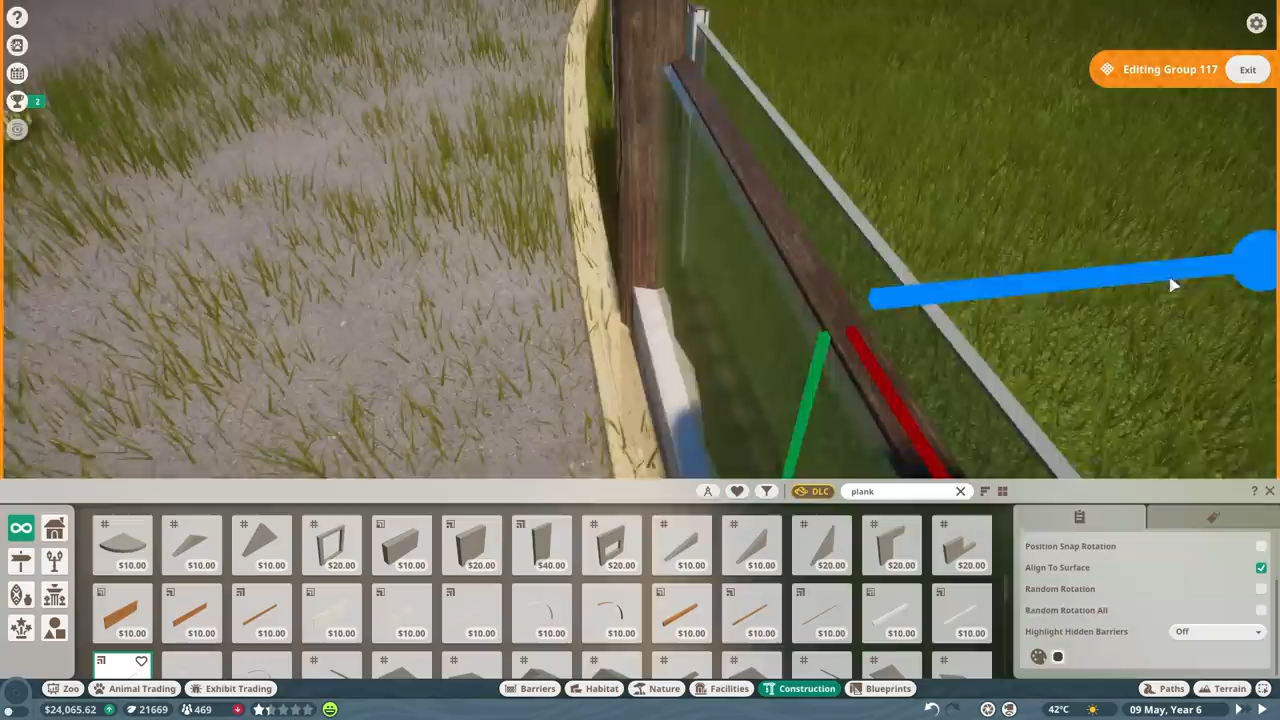 ?
Editing Group 117
Exit
2
DLC
plank
?
$10.00 $10.00 $10.00 $20.00 $20.00 $20.00 $40.00 $20.00 $10.00 $10.00 $10.00 $20.00 $20.00
$10.00 $10.00 $10.00 $10.00 $10.00 $10.00 $10.00 $10.00 $10.00 $10.00 $10.00 $10.00 $10.00
Position Snap Rotation
Align To Surface
Random Rotation
Random Rotation All
Highlight Hidden Barriers Off
Zoo Animal Trading Exhibit Trading Barriers Habitat Nature Facilities Construction Blueprints Paths Terrain
$24,065.62 21669 469 42°C 09 May, Year 6